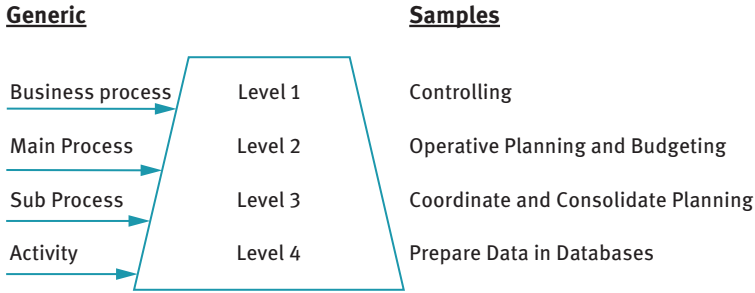 Generic Samples
Business process Level 1 Controlling
Main Process Level 2 Operative Planning and Budgeting
Sub Process Level 3 Coordinate and Consolidate Planning
Activity Level 4 Prepare Data in Databases